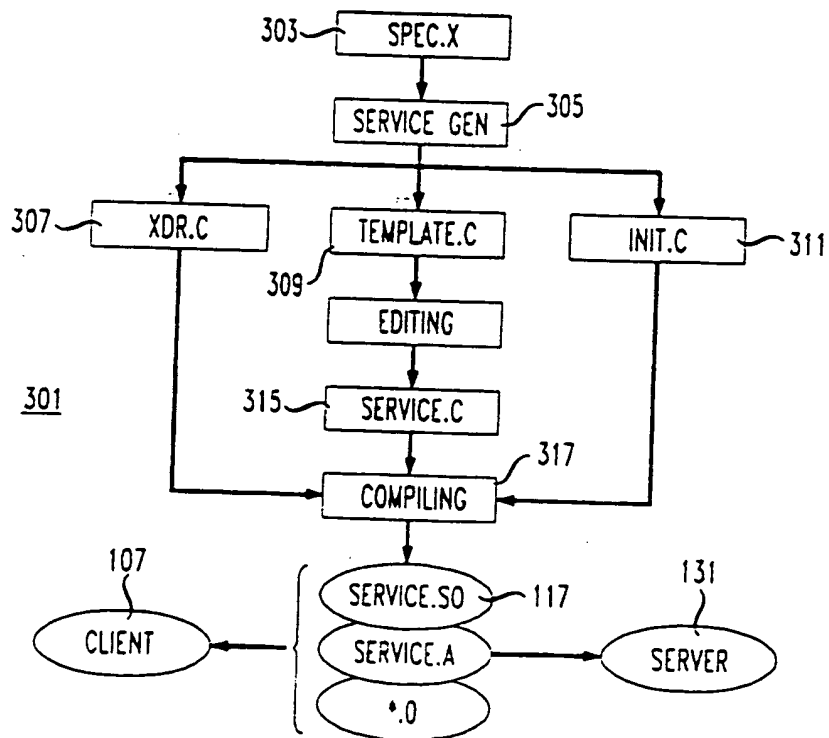 303
SPEC.X
SERVICE GEN
305
307
XDR.C
TEMPLATE.C
309
INIT.C
311
EDITING
301
315
SERVICE.C
317
COMPILING
107
SERVICE.SO
117
131
CLIENT
SERVICE.A
SERVER
*.O